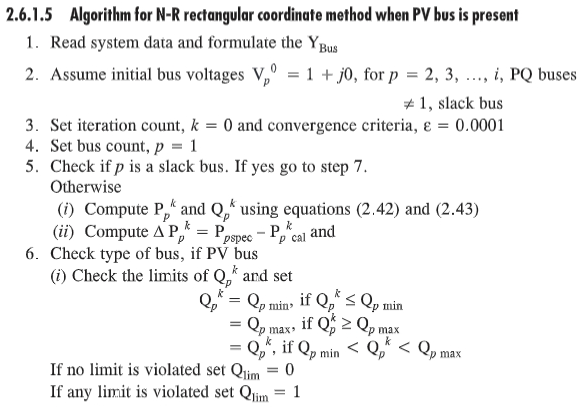 2.6.1.5 Algorithm for N-R rectangular coordinate method when PV bus is present
1. Read system data and formulate the Y_Bus
2. Assume initial bus voltages V_p^0 = 1 + j0, for p = 2, 3, ..., i, PQ buses
≠ 1, slack bus
3. Set iteration count, k = 0 and convergence criteria, ε = 0.0001
4. Set bus count, p = 1
5. Check if p is a slack bus. If yes go to step 7.
Otherwise
(i) Compute P_p^k and Q_p^k using equations (2.42) and (2.43)
(ii) Compute Δ P_p^k = P_pspec − P_p^k cal and
6. Check type of bus, if PV bus
(i) Check the limits of Q_p^k and set
Q_p^k = Q_p min, if Q_p^k ≤ Q_p min
= Q_p max, if Q_p^k ≥ Q_p max
= Q_p^k, if Q_p min < Q_p^k < Q_p max
If no limit is violated set Q_lim = 0
If any limit is violated set Q_lim = 1